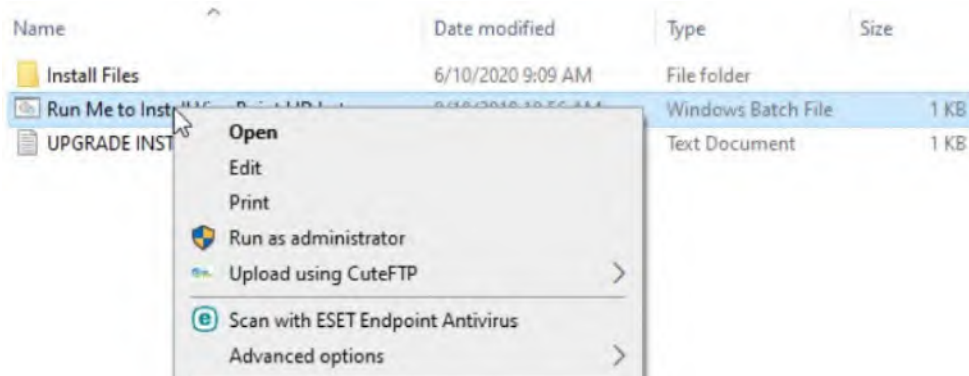 Name Date modified Type Size
Install Files 6/10/2020 9:09 AM File folder
Run Me to Windows Batch File 1 KB
UPGRADE Text Document 1 KB
Open
Edit
Print
Run as administrator
Upload using CuteFTP
Scan with ESET Endpoint Antivirus
Advanced options